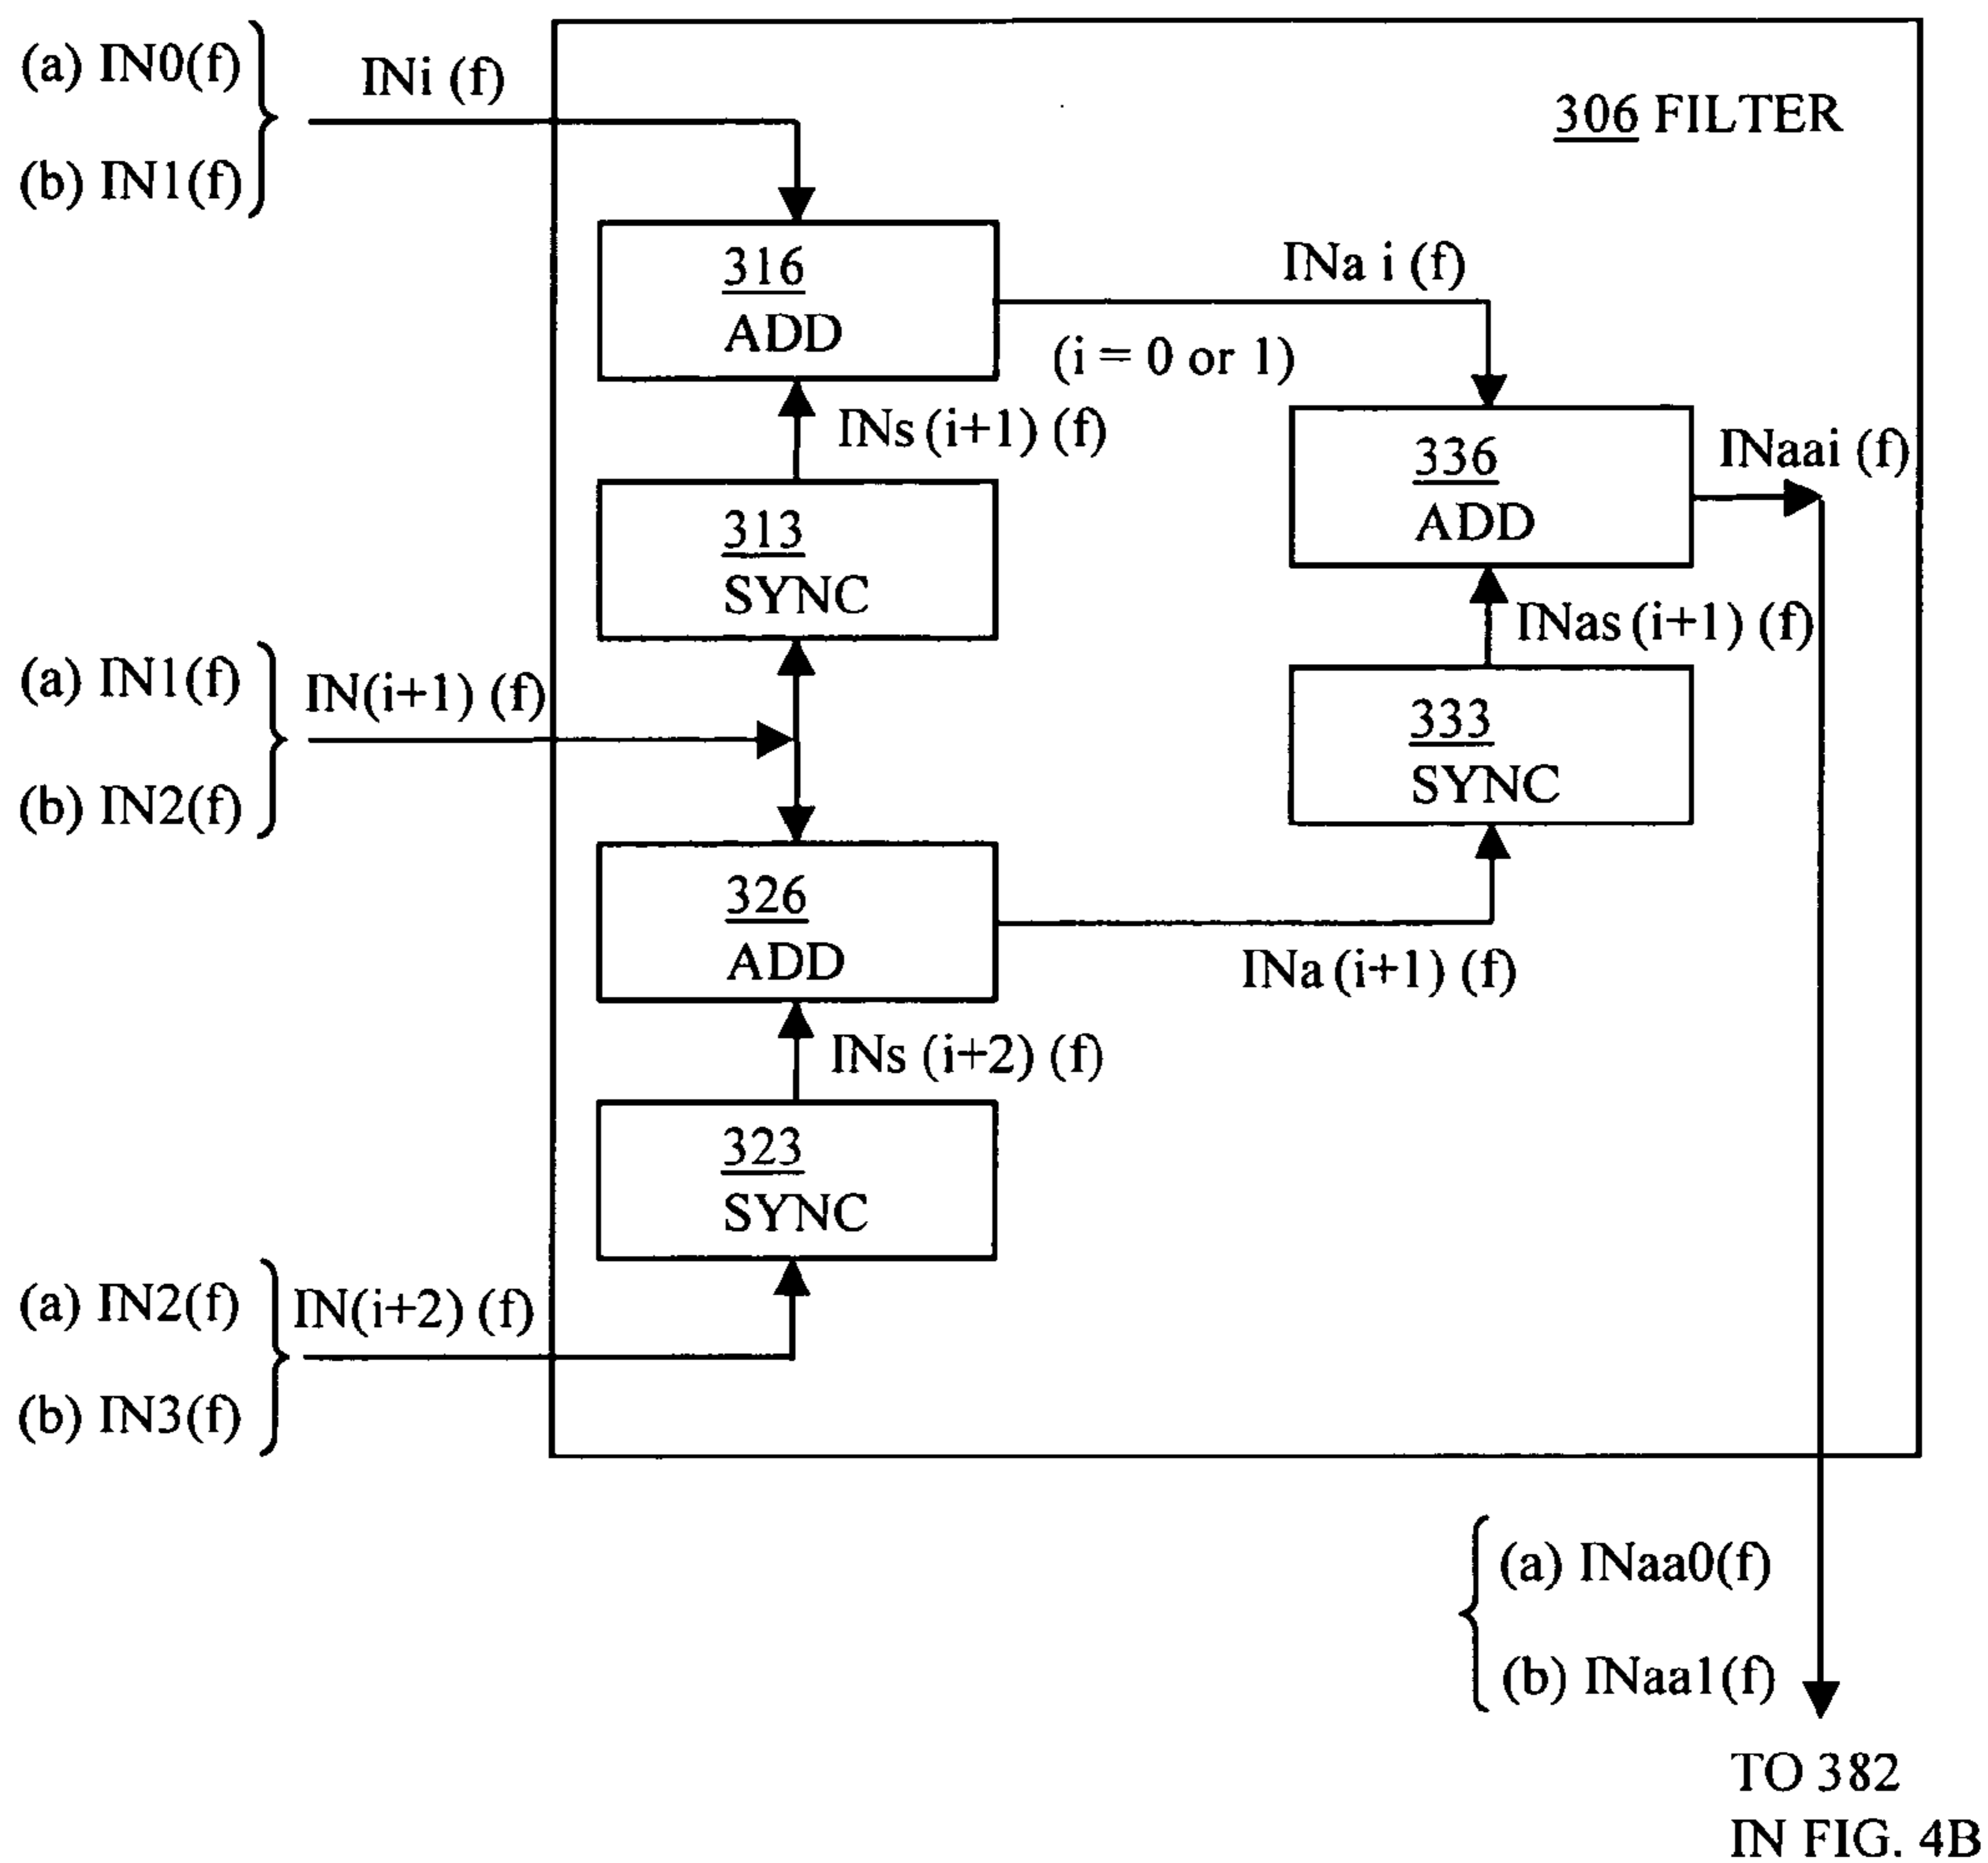 (a) IN0(f)
INi (f)
(b) IN1(f)
306 FILTER
316
ADD
INa i (f)
(i = 0 or 1)
INs (i+1) (f)
336
ADD
INaai (f)
313
SYNC
INas (i+1) (f)
(a) IN1(f)
IN(i+1) (f)
(b) IN2(f)
333
SYNC
326
ADD
INa (i+1) (f)
INs (i+2) (f)
323
SYNC
(a) IN2(f)
IN(i+2) (f)
(b) IN3(f)
(a) INaa0(f)
(b) INaa1(f)
TO 382
IN FIG. 4B